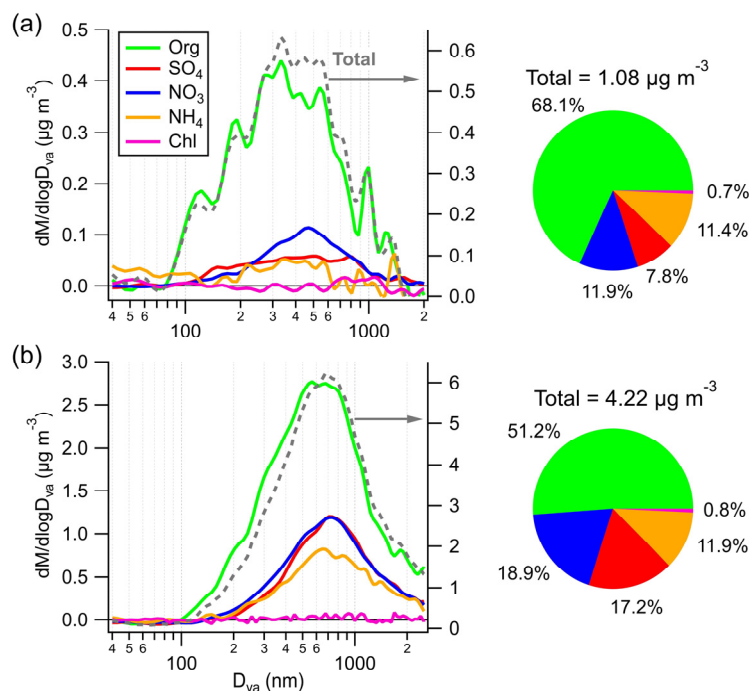 (a)
0.5
0.4
0.3
0.2
0.1
0.0
dM/dlogDva (µg m-3)
Org
SO4
NO3
NH4
Chl
Total
0.6
0.5
0.4
0.3
0.2
0.1
0.0
4 5 6 100 2 3 4 5 6 1000 2
Total = 1.08 µg m-3
68.1%
0.7%
11.4%
7.8%
11.9%
(b)
3.0
2.5
2.0
1.5
1.0
0.5
0.0
dM/dlogDva (µg m-3)
6
5
4
3
2
1
0
4 5 6 100 2 3 4 5 6 1000 2
Dva (nm)
Total = 4.22 µg m-3
51.2%
0.8%
11.9%
17.2%
18.9%